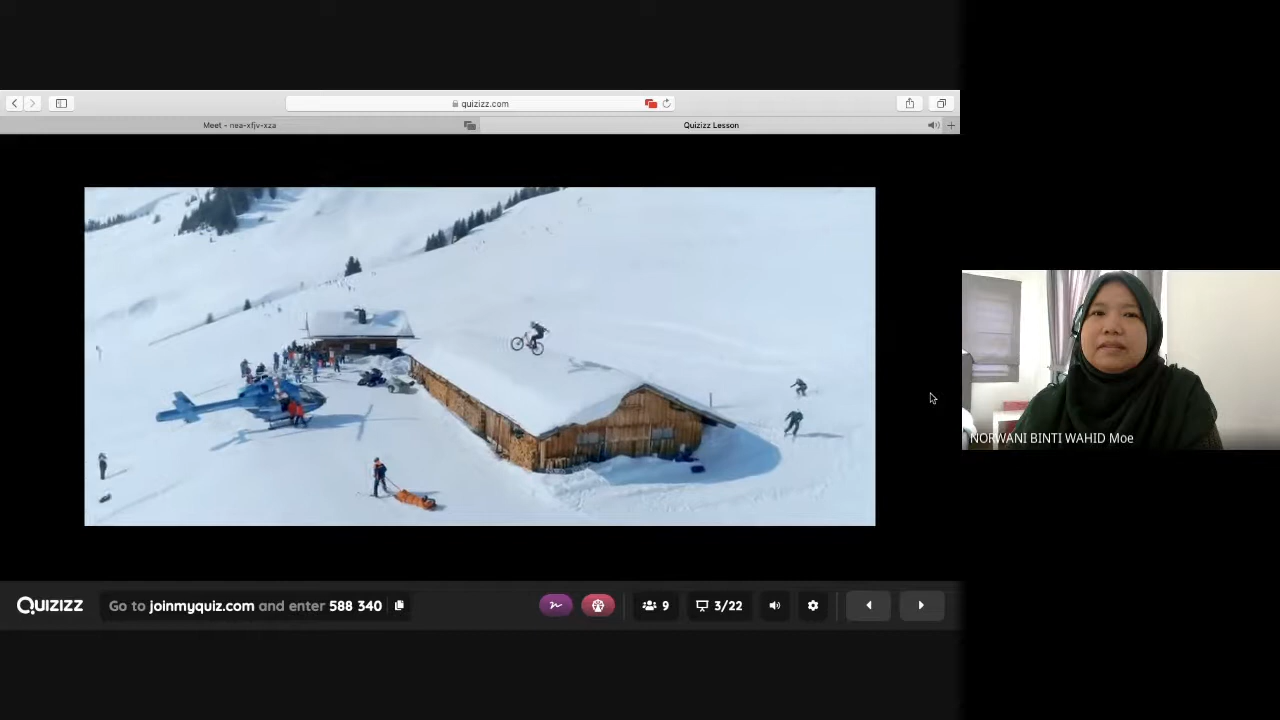 quizizz.com
Meet - nea-xfjv-xza
Quizizz Lesson
NORWANI BINTI WAHID Moe
QUIZIZZ
Go to joinmyquiz.com and enter 588 340
9
3/22